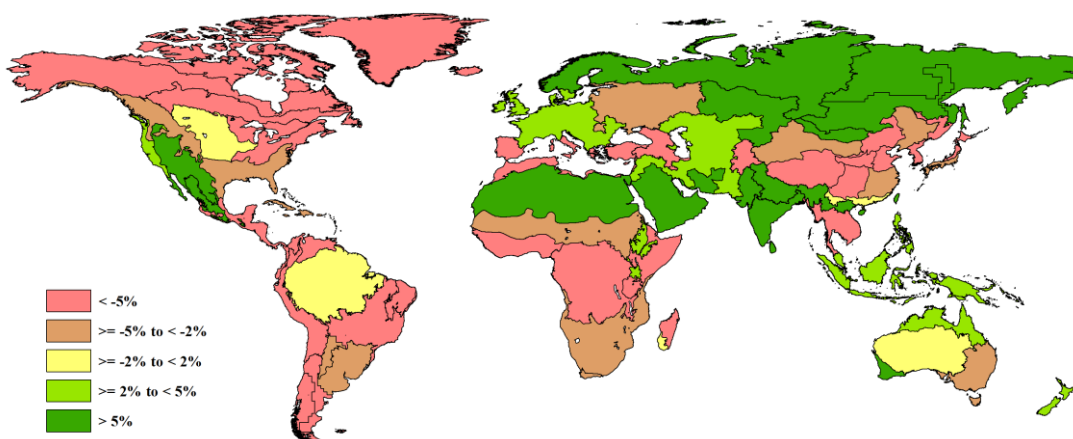 < -5%
>= -5% to < -2%
>= -2% to < 2%
>= 2% to < 5%
> 5%